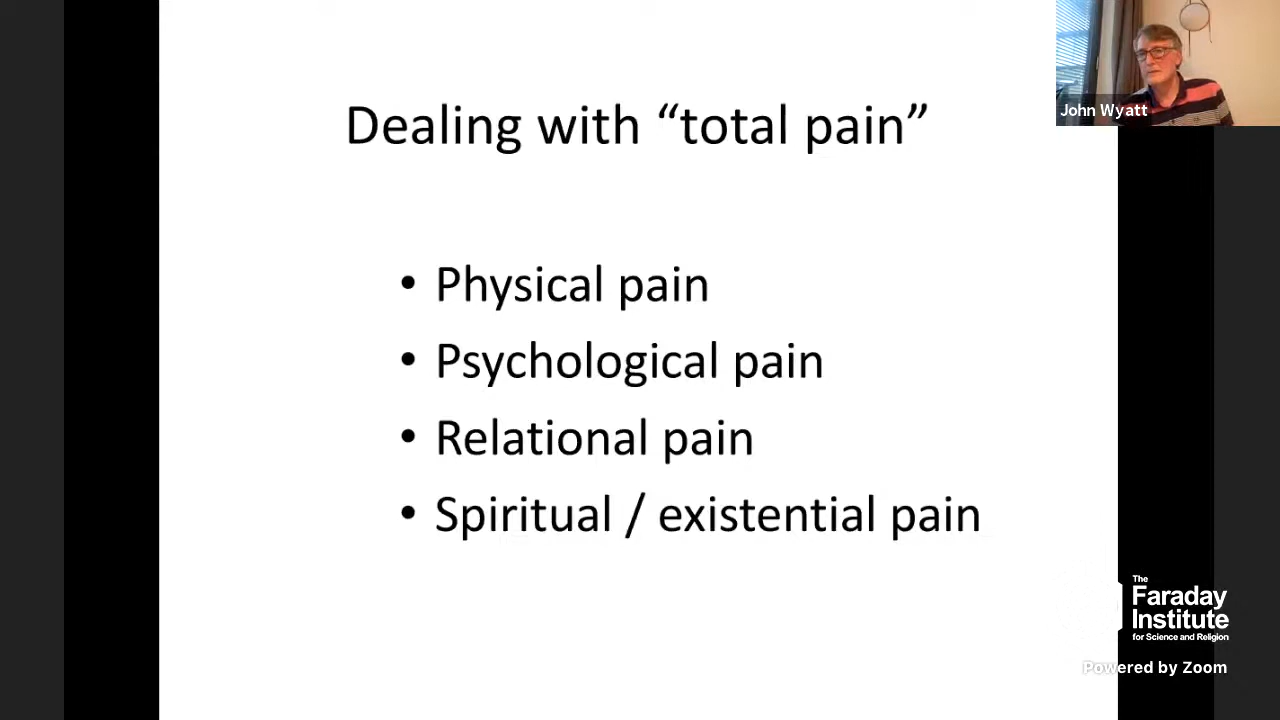 Dealing with “total pain”
John Wyatt
• Physical pain
• Psychological pain
• Relational pain
• Spiritual / existential pain
The
Faraday
Institute
for Science and Religion
Powered by Zoom